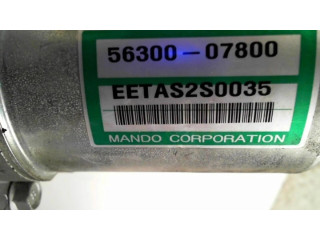 56300-07800
EETAS2S0035
MANDO CORPORATION